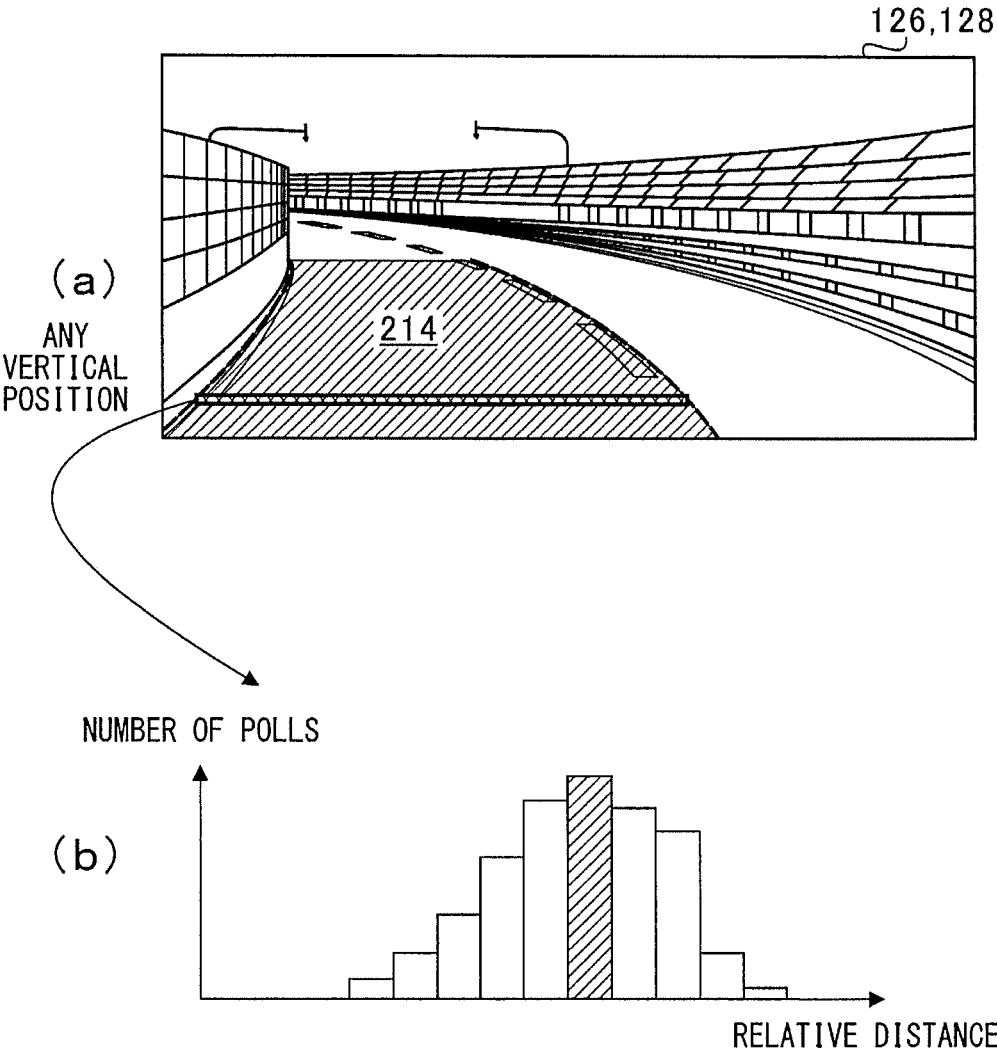 126,128
(a)
214
ANY
VERTICAL
POSITION
NUMBER OF POLLS
(b)
RELATIVE DISTANCE